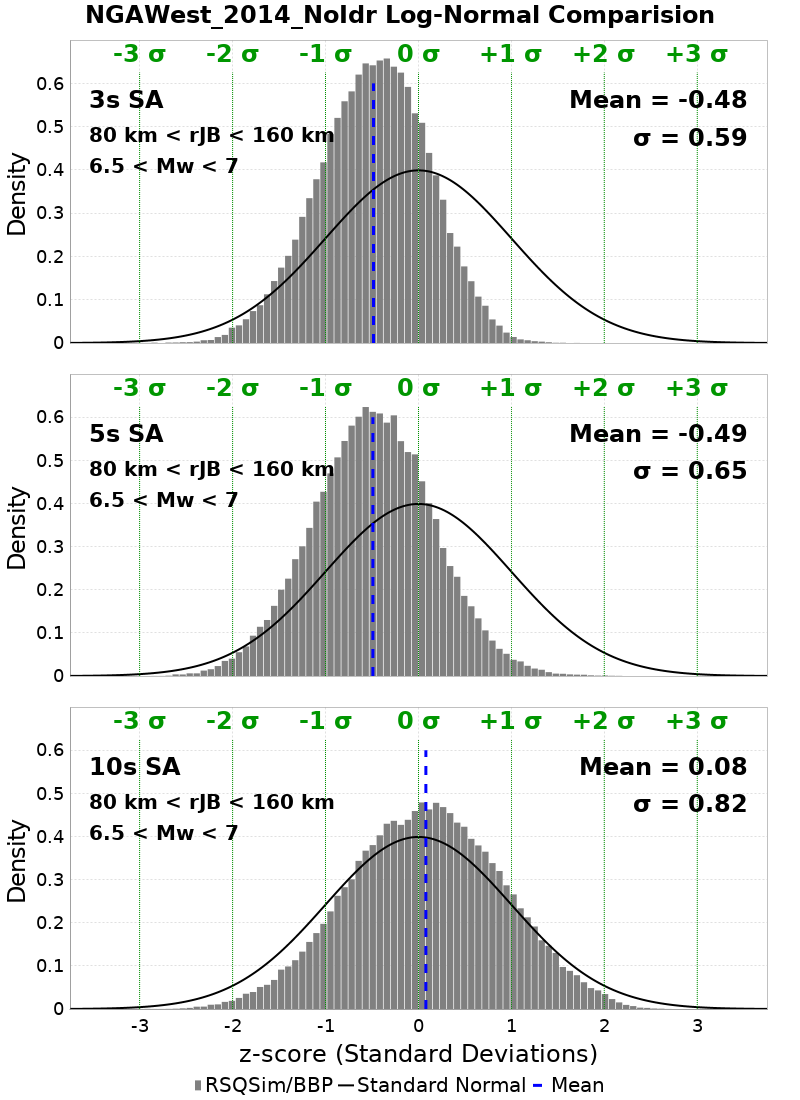 NGAWest_2014_NoIdr Log-Normal Comparision
-3 σ -2 σ -1 σ 0 σ +1 σ +2 σ +3 σ
3s SA
80 km < rJB < 160 km
6.5 < Mw < 7
Mean = -0.48
σ = 0.59
Density
0.6
0.5
0.4
0.3
0.2
0.1
0
-3 σ -2 σ -1 σ 0 σ +1 σ +2 σ +3 σ
5s SA
80 km < rJB < 160 km
6.5 < Mw < 7
Mean = -0.49
σ = 0.65
Density
0.6
0.5
0.4
0.3
0.2
0.1
0
-3 σ -2 σ -1 σ 0 σ +1 σ +2 σ +3 σ
10s SA
80 km < rJB < 160 km
6.5 < Mw < 7
Mean = 0.08
σ = 0.82
Density
0.6
0.5
0.4
0.3
0.2
0.1
0
-3 -2 -1 0 1 2 3
z-score (Standard Deviations)
RSQSim/BBP Standard Normal Mean